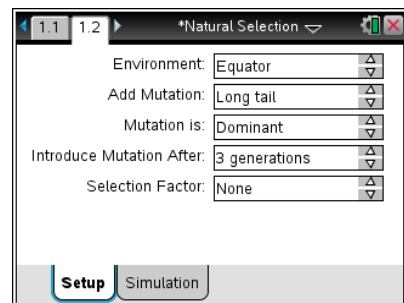 1.1 1.2 *Natural Selection
Environment: Equator
Add Mutation: Long tail
Mutation is: Dominant
Introduce Mutation After: 3 generations
Selection Factor: None
Setup Simulation